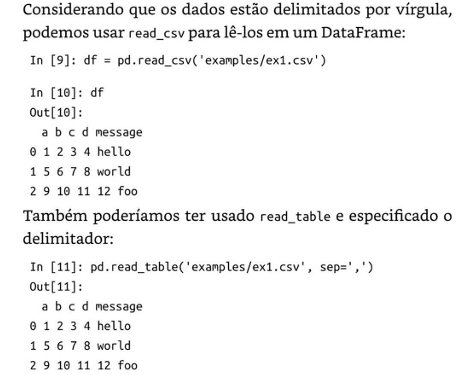 Considerando que os dados estão delimitados por vírgula,
podemos usar read_csv para lê-los em um DataFrame:
In [9]: df = pd.read_csv('examples/ex1.csv')
In [10]: df
Out[10]:
a b c d message
0 1 2 3 4 hello
1 5 6 7 8 world
2 9 10 11 12 foo
Também poderíamos ter usado read_table e especificado o
delimitador:
In [11]: pd.read_table('examples/ex1.csv', sep=',')
Out[11]:
a b c d message
0 1 2 3 4 hello
1 5 6 7 8 world
2 9 10 11 12 foo